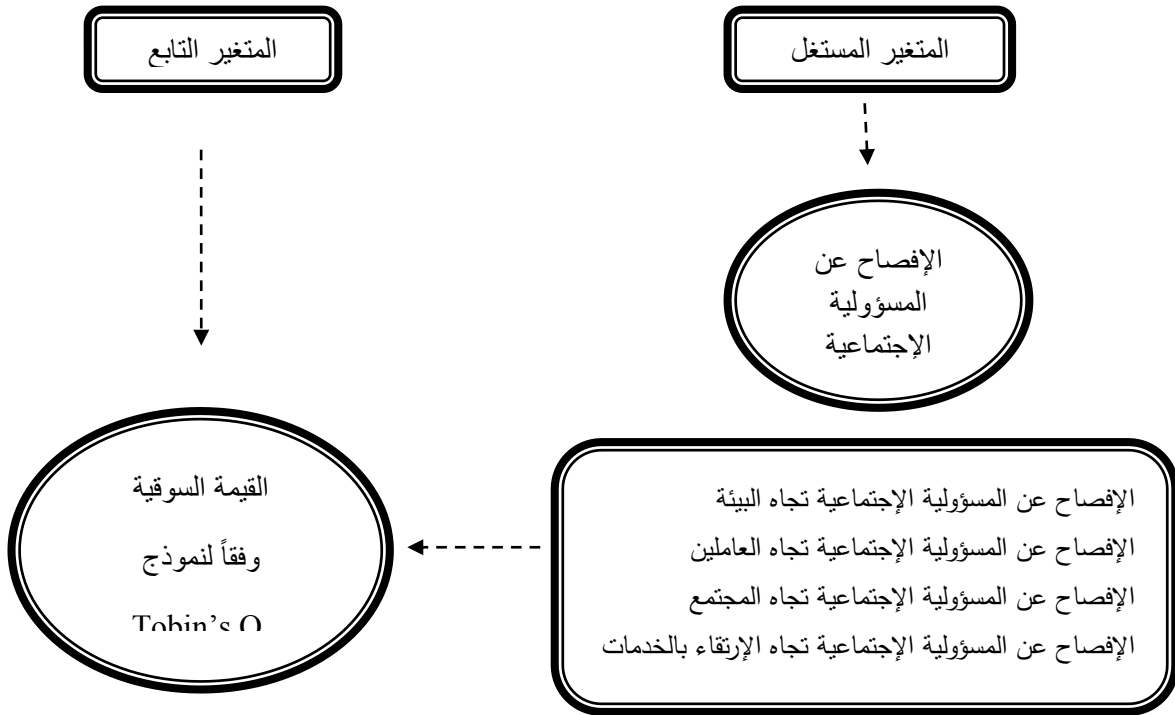 المتغير المستغل
المتغير التابع
الإفصاح عن
المسؤولية
الإجتماعية
الإفصاح عن المسؤولية الإجتماعية تجاه البيئة
الإفصاح عن المسؤولية الإجتماعية تجاه العاملين
الإفصاح عن المسؤولية الإجتماعية تجاه المجتمع
الإفصاح عن المسؤولية الإجتماعية تجاه الإرتقاء بالخدمات
القيمة السوقية
وفقاً لنموذج
Tobin’s Q